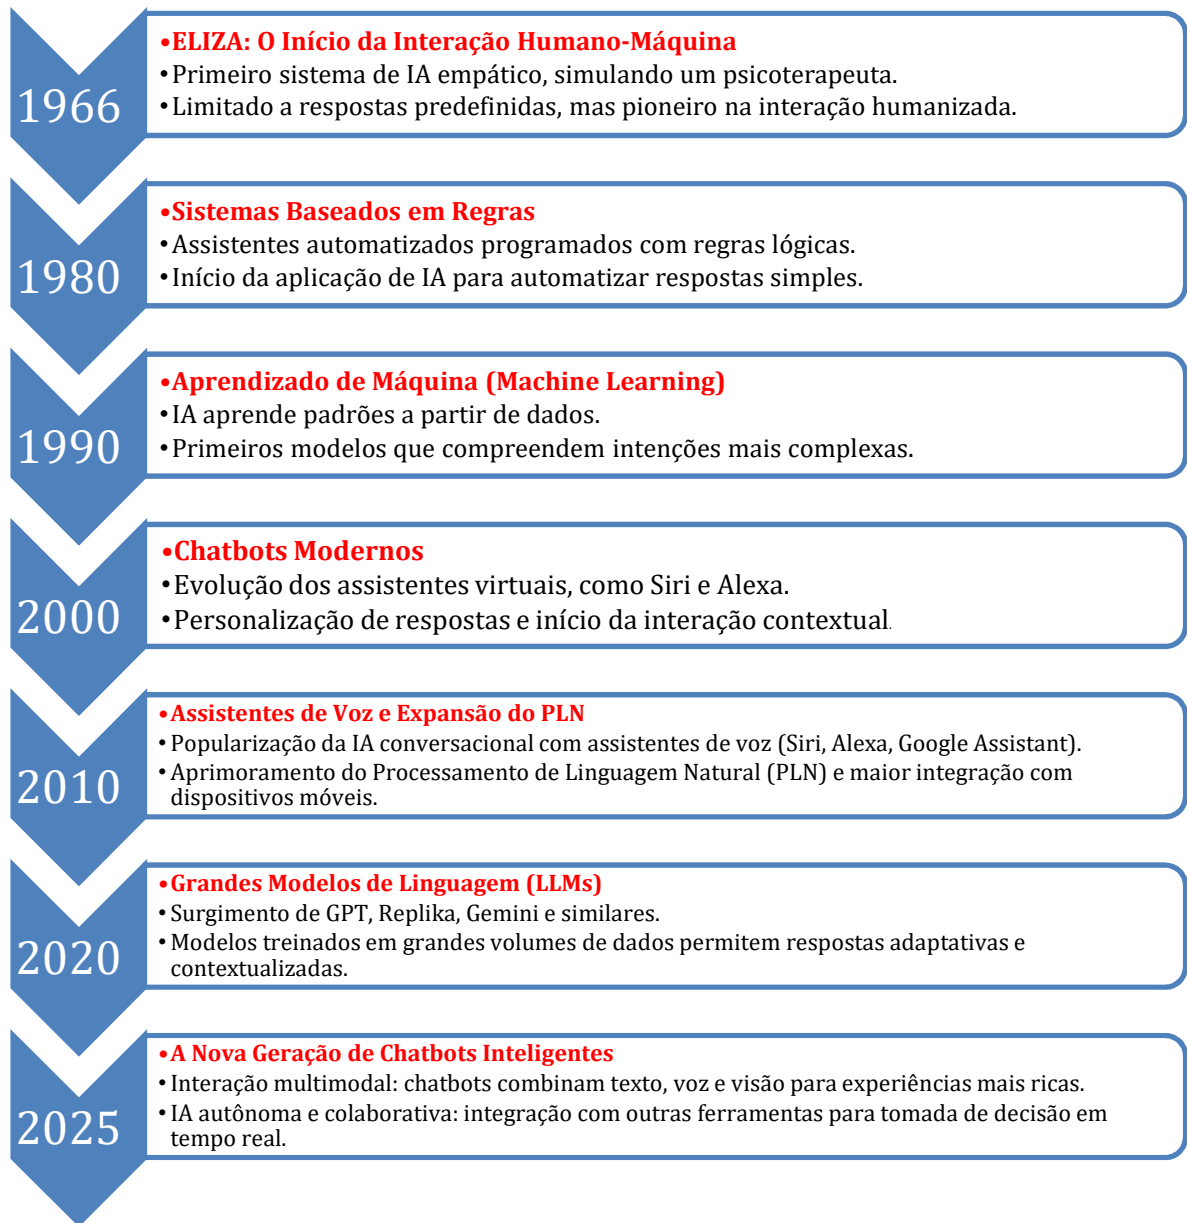 1966
•ELIZA: O Início da Interação Humano-Máquina
•Primeiro sistema de IA empático, simulando um psicoterapeuta.
•Limitado a respostas predefinidas, mas pioneiro na interação humanizada.
1980
•Sistemas Baseados em Regras
•Assistentes automatizados programados com regras lógicas.
•Início da aplicação de IA para automatizar respostas simples.
1990
•Aprendizado de Máquina (Machine Learning)
•IA aprende padrões a partir de dados.
•Primeiros modelos que compreendem intenções mais complexas.
2000
•Chatbots Modernos
•Evolução dos assistentes virtuais, como Siri e Alexa.
•Personalização de respostas e início da interação contextual.
2010
•Assistentes de Voz e Expansão do PLN
•Popularização da IA conversacional com assistentes de voz (Siri, Alexa, Google Assistant).
•Aprimoramento do Processamento de Linguagem Natural (PLN) e maior integração com
dispositivos móveis.
2020
•Grandes Modelos de Linguagem (LLMs)
•Surgimento de GPT, Replika, Gemini e similares.
•Modelos treinados em grandes volumes de dados permitem respostas adaptativas e
contextualizadas.
2025
•A Nova Geração de Chatbots Inteligentes
•Interação multimodal: chatbots combinam texto, voz e visão para experiências mais ricas.
•IA autônoma e colaborativa: integração com outras ferramentas para tomada de decisão em
tempo real.